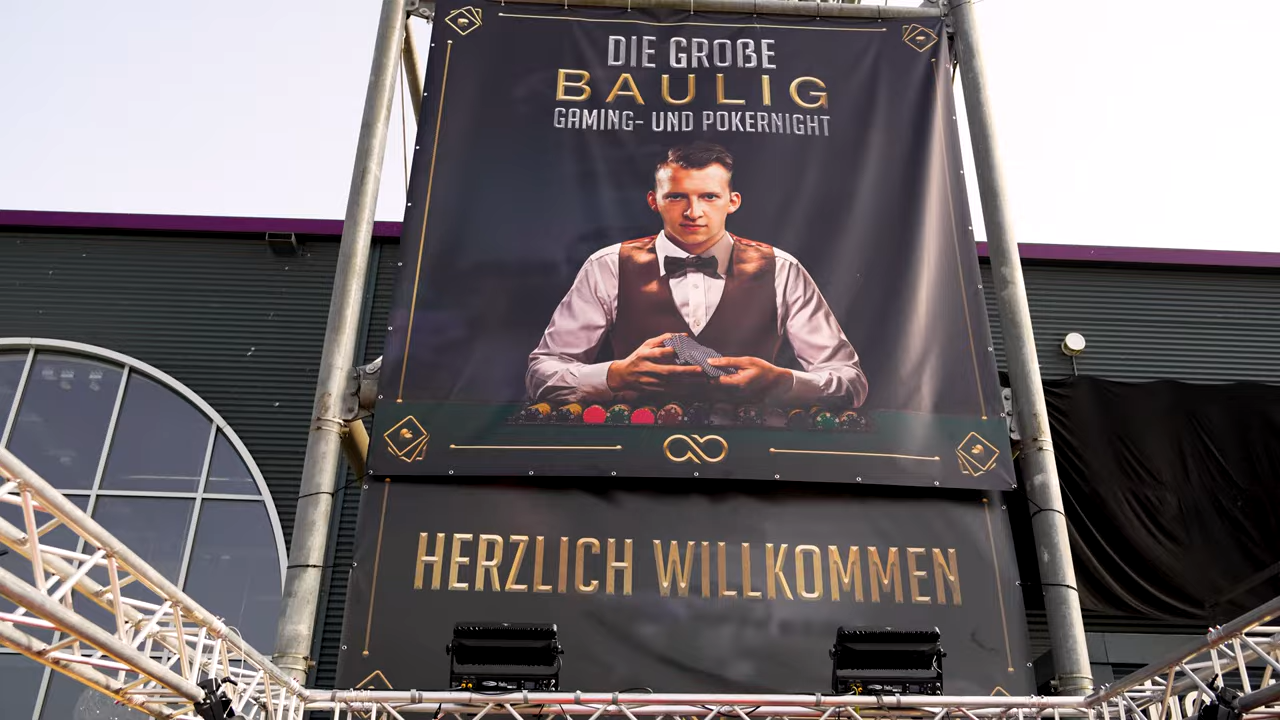 DIE GROẞE
BAULIG
GAMING- UND POKERNIGHT
HERZLICH WILLKOMMEN